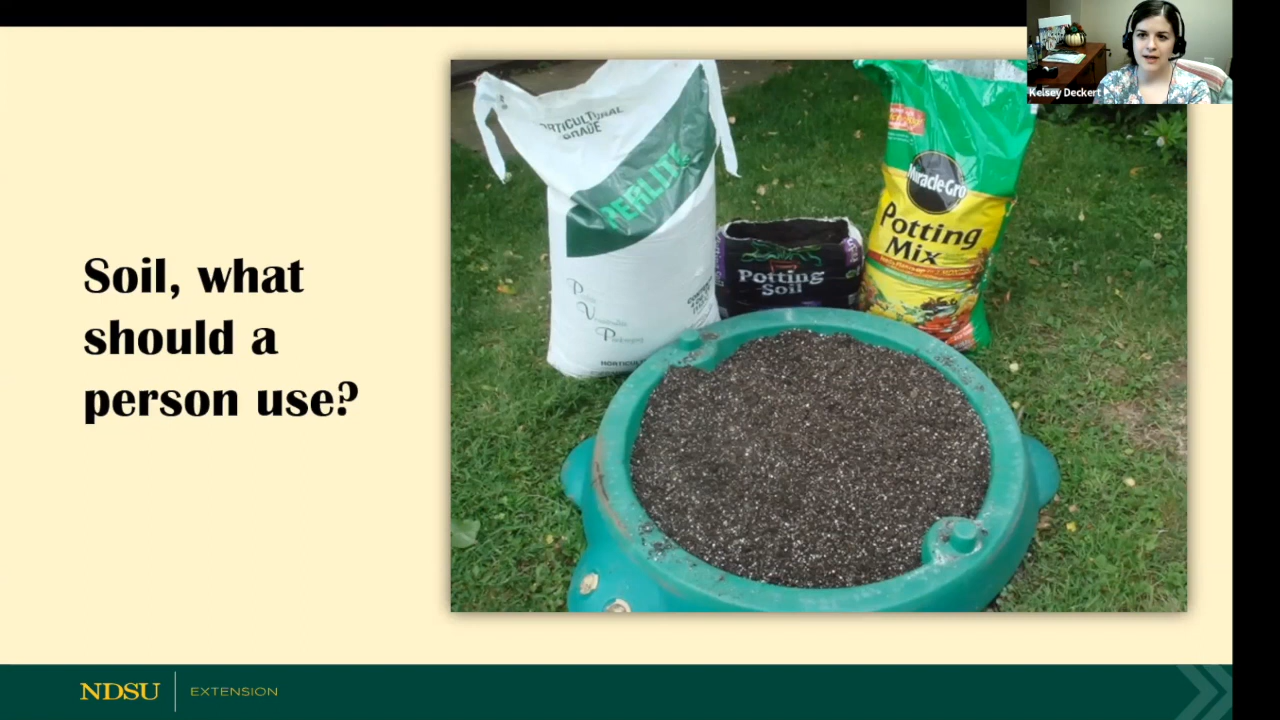 Kelsey Deckert
Soil, what
should a
person use?
HORTICULTURAL
GRADE
PERLITE
Potting
Soil
Miracle-Gro
Potting
Mix
NDSU
EXTENSION